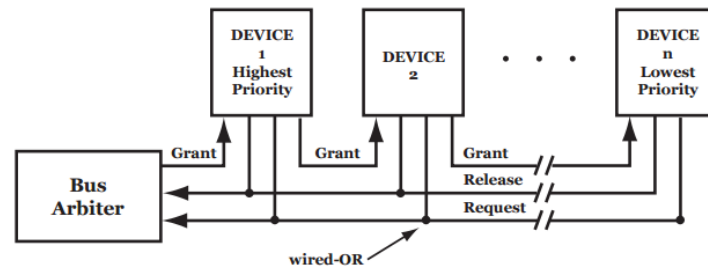 DEVICE
1
Highest
Priority
DEVICE
2
. . .
DEVICE
n
Lowest
Priority
Grant
Grant
Grant
Bus
Arbiter
Release
Request
wired-OR